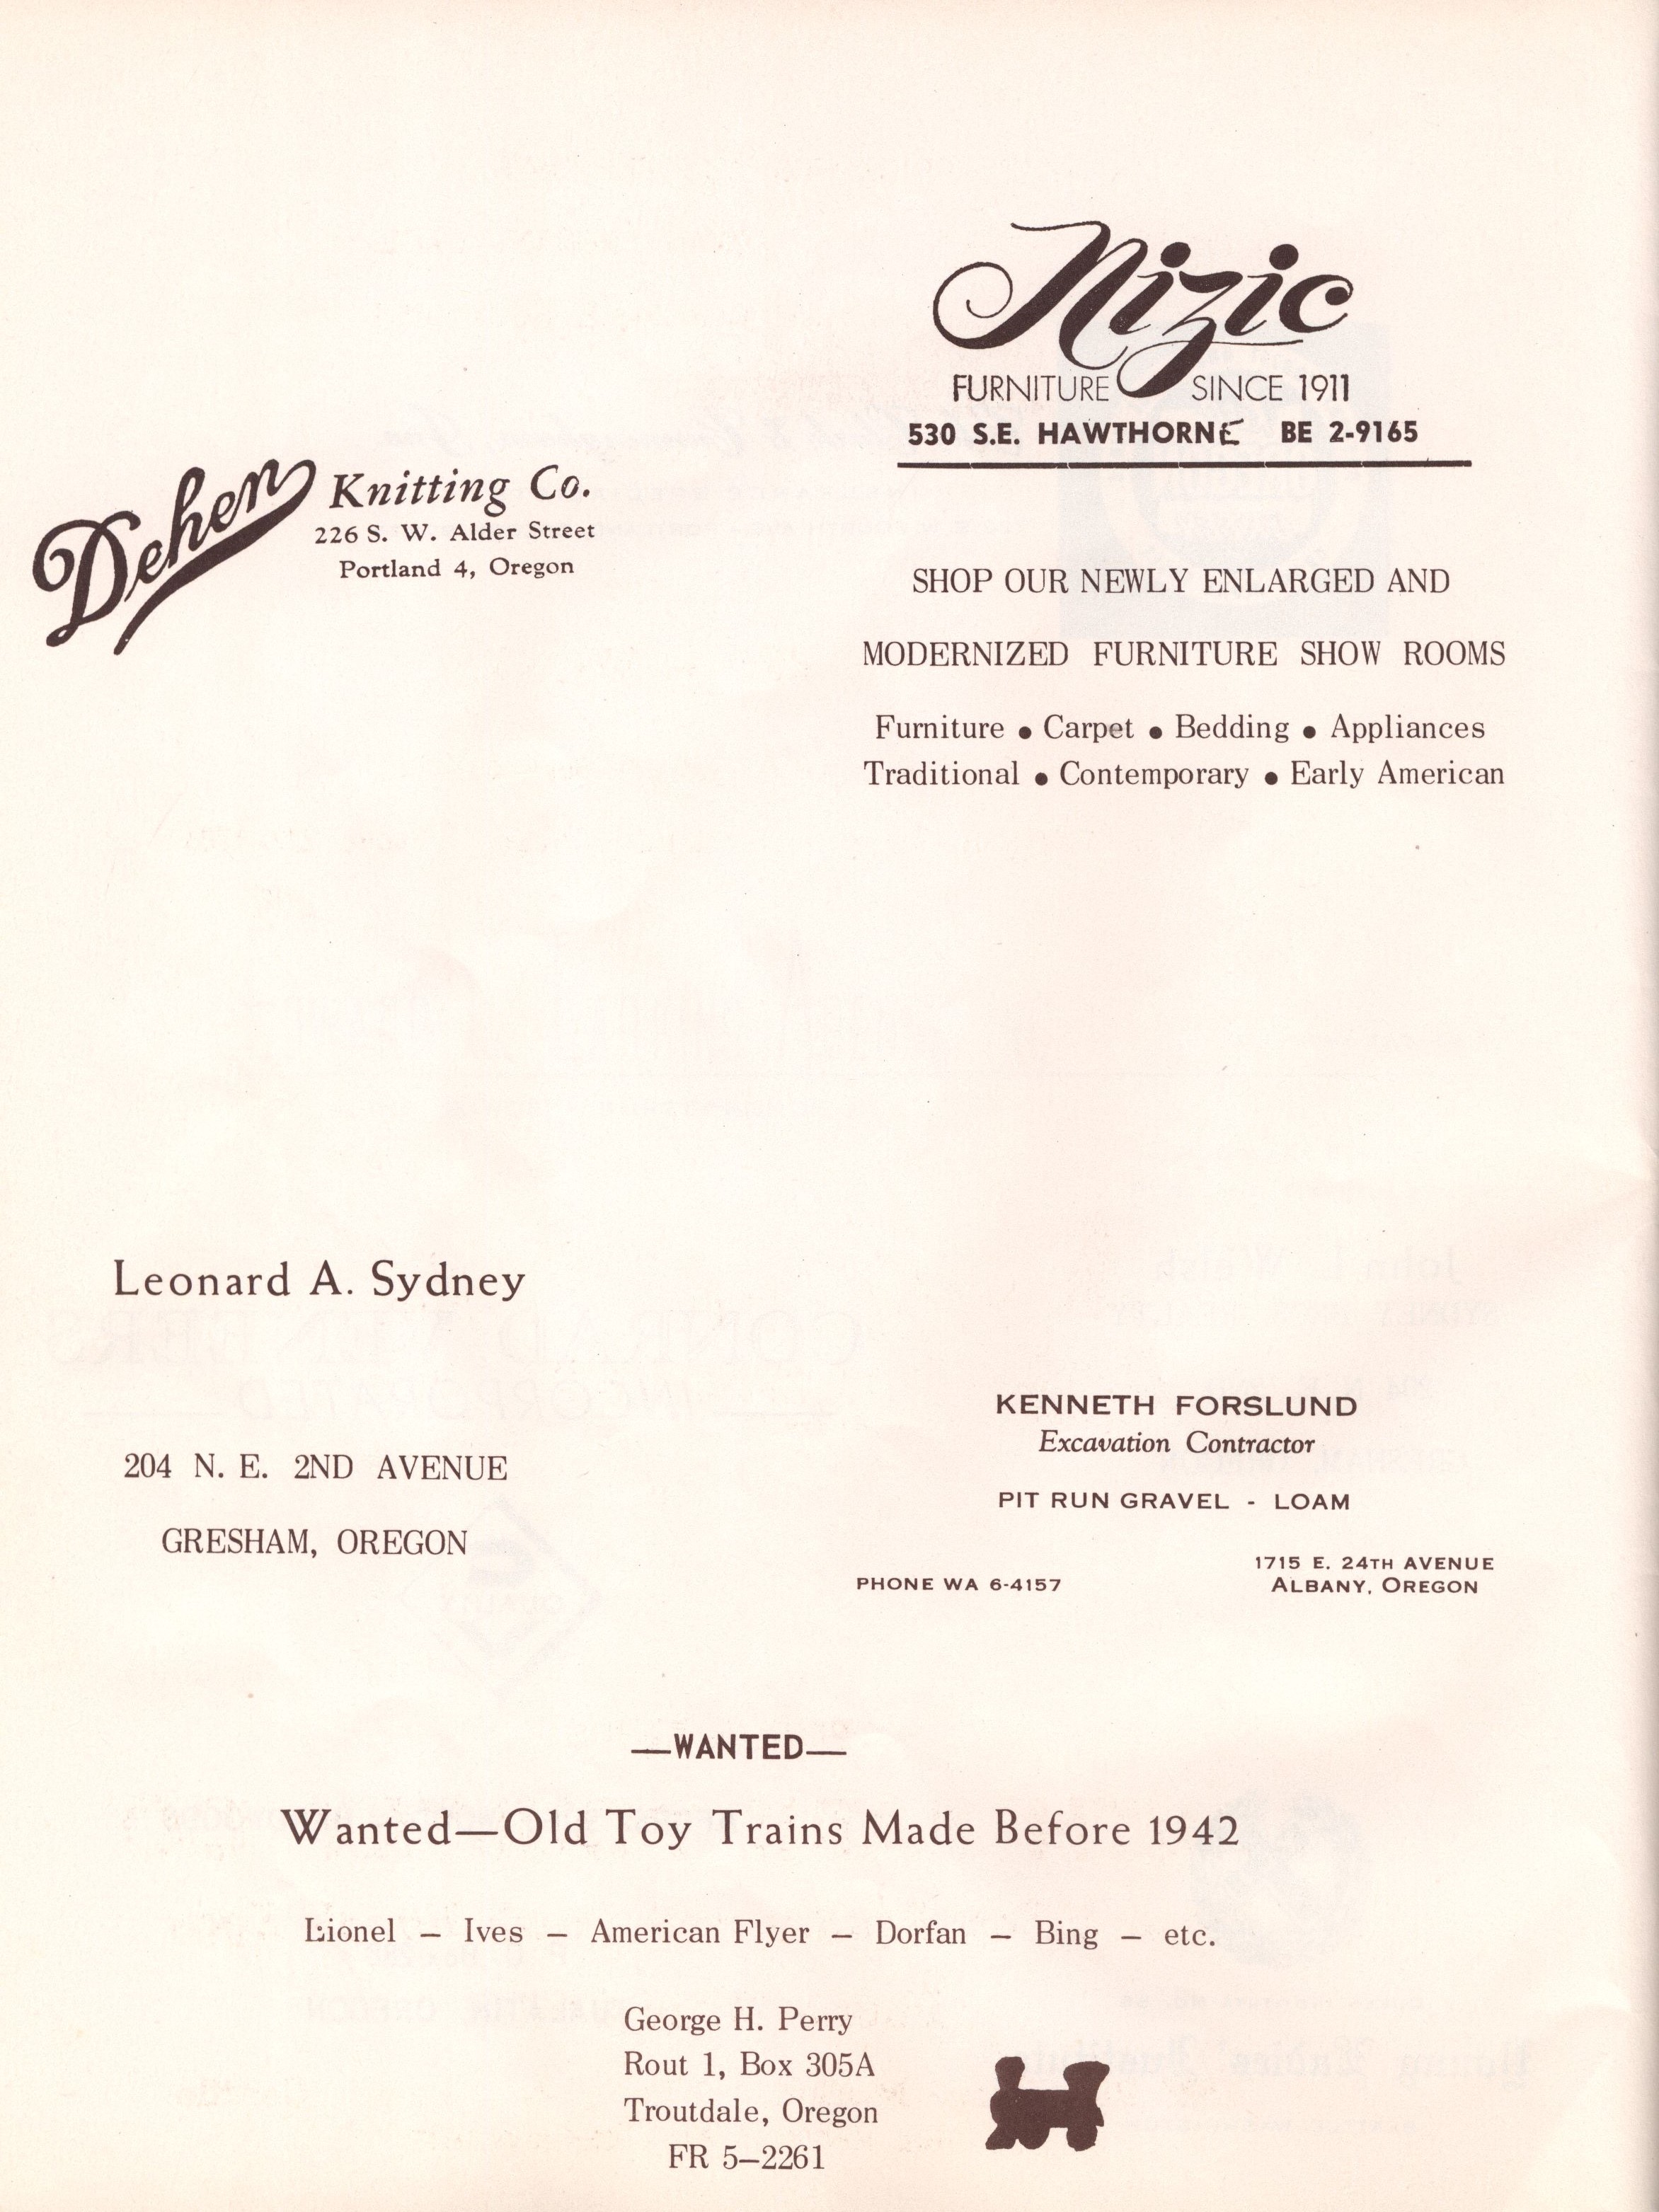 Nizic
FURNITURE SINCE 1911
530 S.E. HAWTHORNE BE 2-9165
Dehen Knitting Co.
226 S. W. Alder Street
Portland 4, Oregon
SHOP OUR NEWLY ENLARGED AND
MODERNIZED FURNITURE SHOW ROOMS
Furniture • Carpet • Bedding • Appliances
Traditional • Contemporary • Early American
Leonard A. Sydney
204 N. E. 2ND AVENUE
GRESHAM, OREGON
KENNETH FORSLUND
Excavation Contractor
PIT RUN GRAVEL - LOAM
PHONE WA 6-4157
1715 E. 24TH AVENUE
ALBANY, OREGON
—WANTED—
Wanted—Old Toy Trains Made Before 1942
Lionel – Ives – American Flyer – Dorfan – Bing – etc.
George H. Perry
Rout 1, Box 305A
Troutdale, Oregon
FR 5–2261